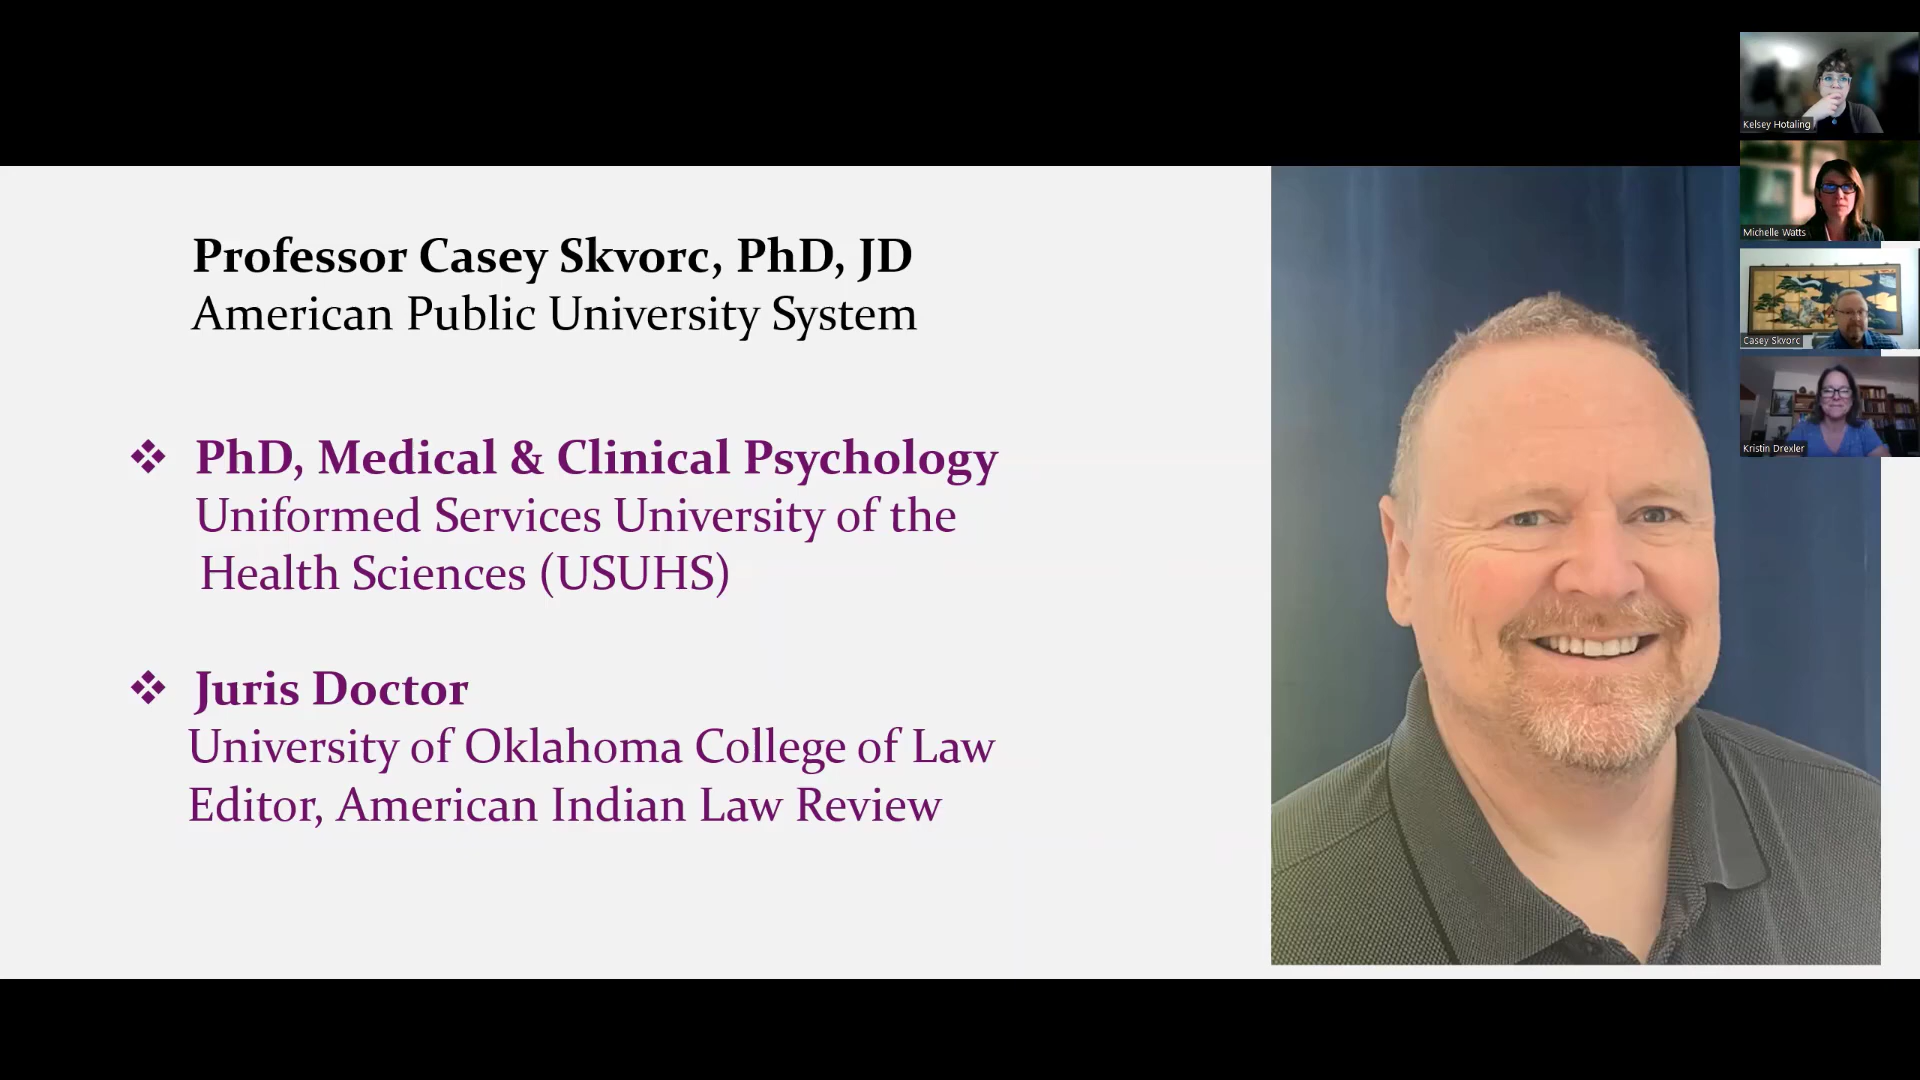 Professor Casey Skvorc, PhD, JD
American Public University System
❖ PhD, Medical & Clinical Psychology
Uniformed Services University of the
Health Sciences (USUHS)
❖ Juris Doctor
University of Oklahoma College of Law
Editor, American Indian Law Review
Kelsey Hotaling
Michelle Watts
Casey Skvorc
Kristin Drexler